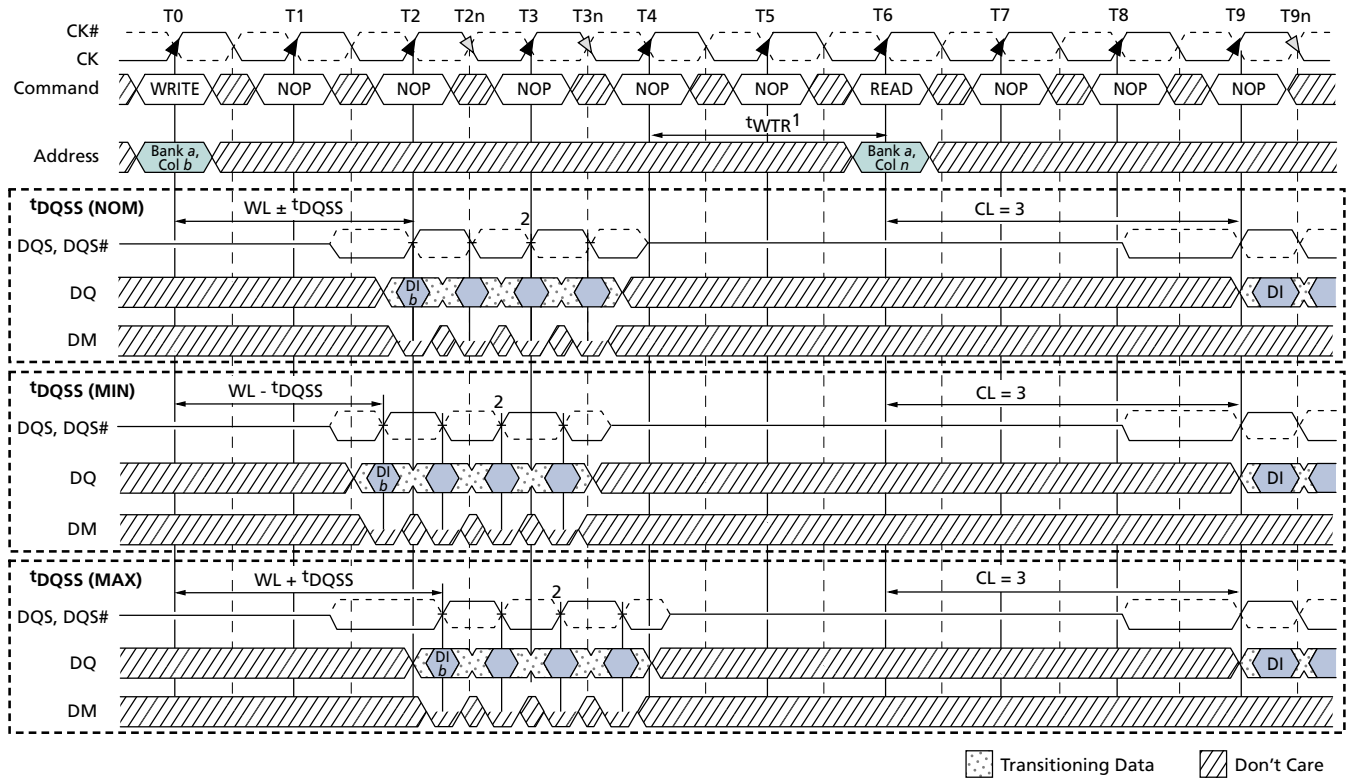 T0 T1 T2 T2n T3 T3n T4 T5 T6 T7 T8 T9 T9n
CK#
CK
Command WRITE NOP NOP NOP NOP NOP READ NOP NOP NOP
tWTR1
Address Bank a, Col b Bank a, Col n
tDQSS (NOM) WL ± tDQSS 2 CL = 3
DQS, DQS#
DQ DI b DI
DM
tDQSS (MIN) WL - tDQSS 2 CL = 3
DQS, DQS#
DQ DI b DI
DM
tDQSS (MAX) WL + tDQSS 2 CL = 3
DQS, DQS#
DQ DI b DI
DM
Transitioning Data Don't Care